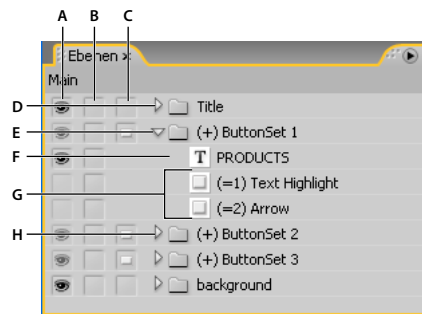 A B C
Ebenen x
Main
D Title
E (+) ButtonSet 1
F T PRODUCTS
G (=1) Text Highlight
(=2) Arrow
H (+) ButtonSet 2
(+) ButtonSet 3
background